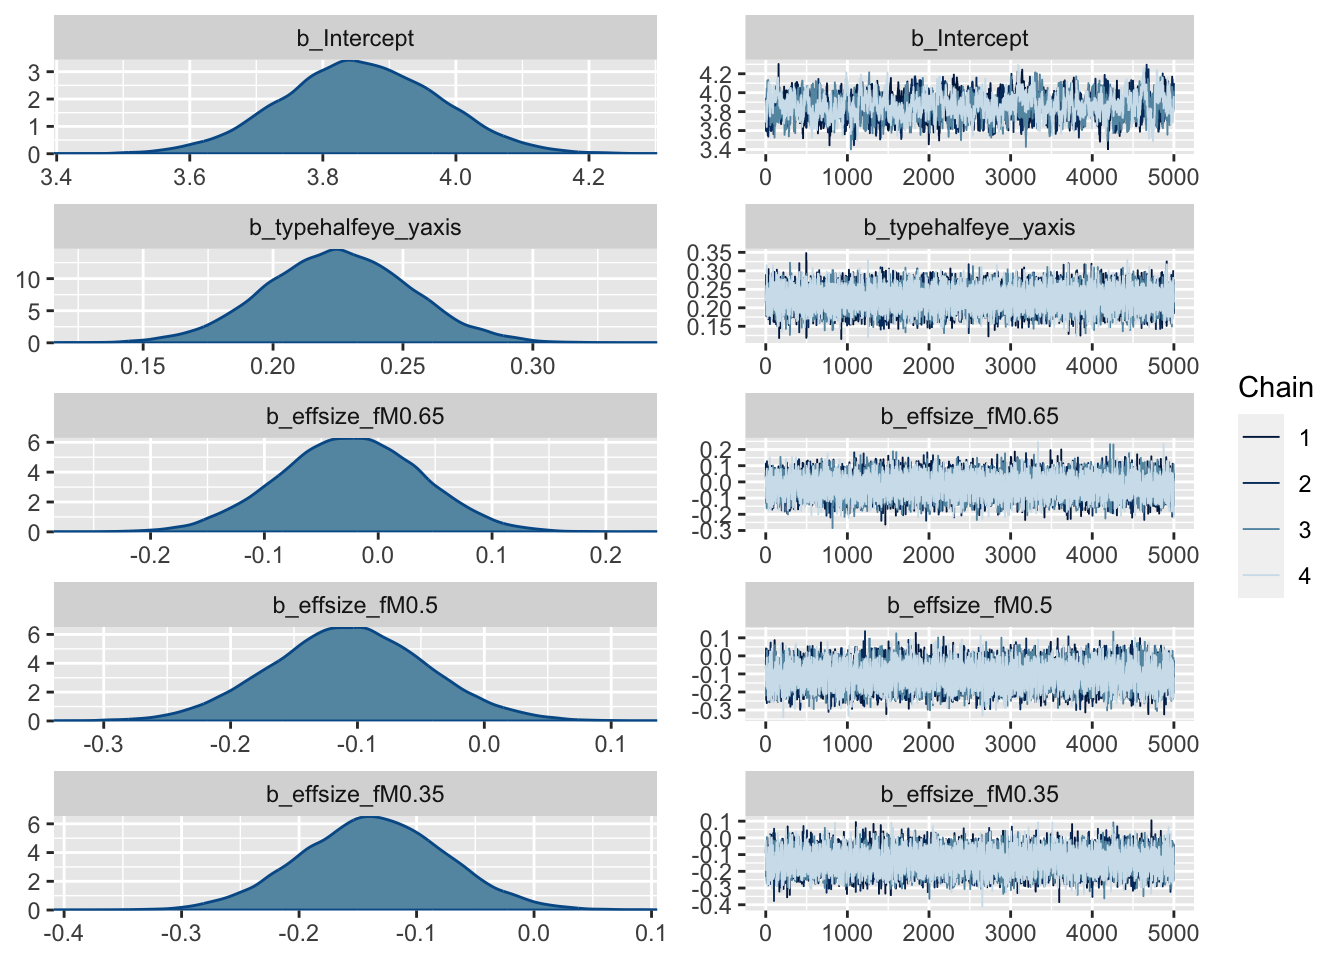 b_Intercept
3
2
1
0
3.4 3.6 3.8 4.0 4.2
b_Intercept
4.2
4.0
3.8
3.6
3.4
0 1000 2000 3000 4000 5000
b_typehalfeye_yaxis
10
5
0
0.15 0.20 0.25 0.30
b_typehalfeye_yaxis
0.35
0.30
0.25
0.20
0.15
0 1000 2000 3000 4000 5000
b_effsize_fM0.65
6
4
2
0
-0.2 -0.1 0.0 0.1 0.2
b_effsize_fM0.65
0.2
0.1
0.0
-0.1
-0.2
-0.3
0 1000 2000 3000 4000 5000
b_effsize_fM0.5
6
4
2
0
-0.3 -0.2 -0.1 0.0 0.1
b_effsize_fM0.5
0.1
0.0
-0.1
-0.2
-0.3
0 1000 2000 3000 4000 5000
b_effsize_fM0.35
6
4
2
0
-0.4 -0.3 -0.2 -0.1 0.0 0.1
b_effsize_fM0.35
0.1
0.0
-0.1
-0.2
-0.3
-0.4
0 1000 2000 3000 4000 5000
Chain
1
2
3
4